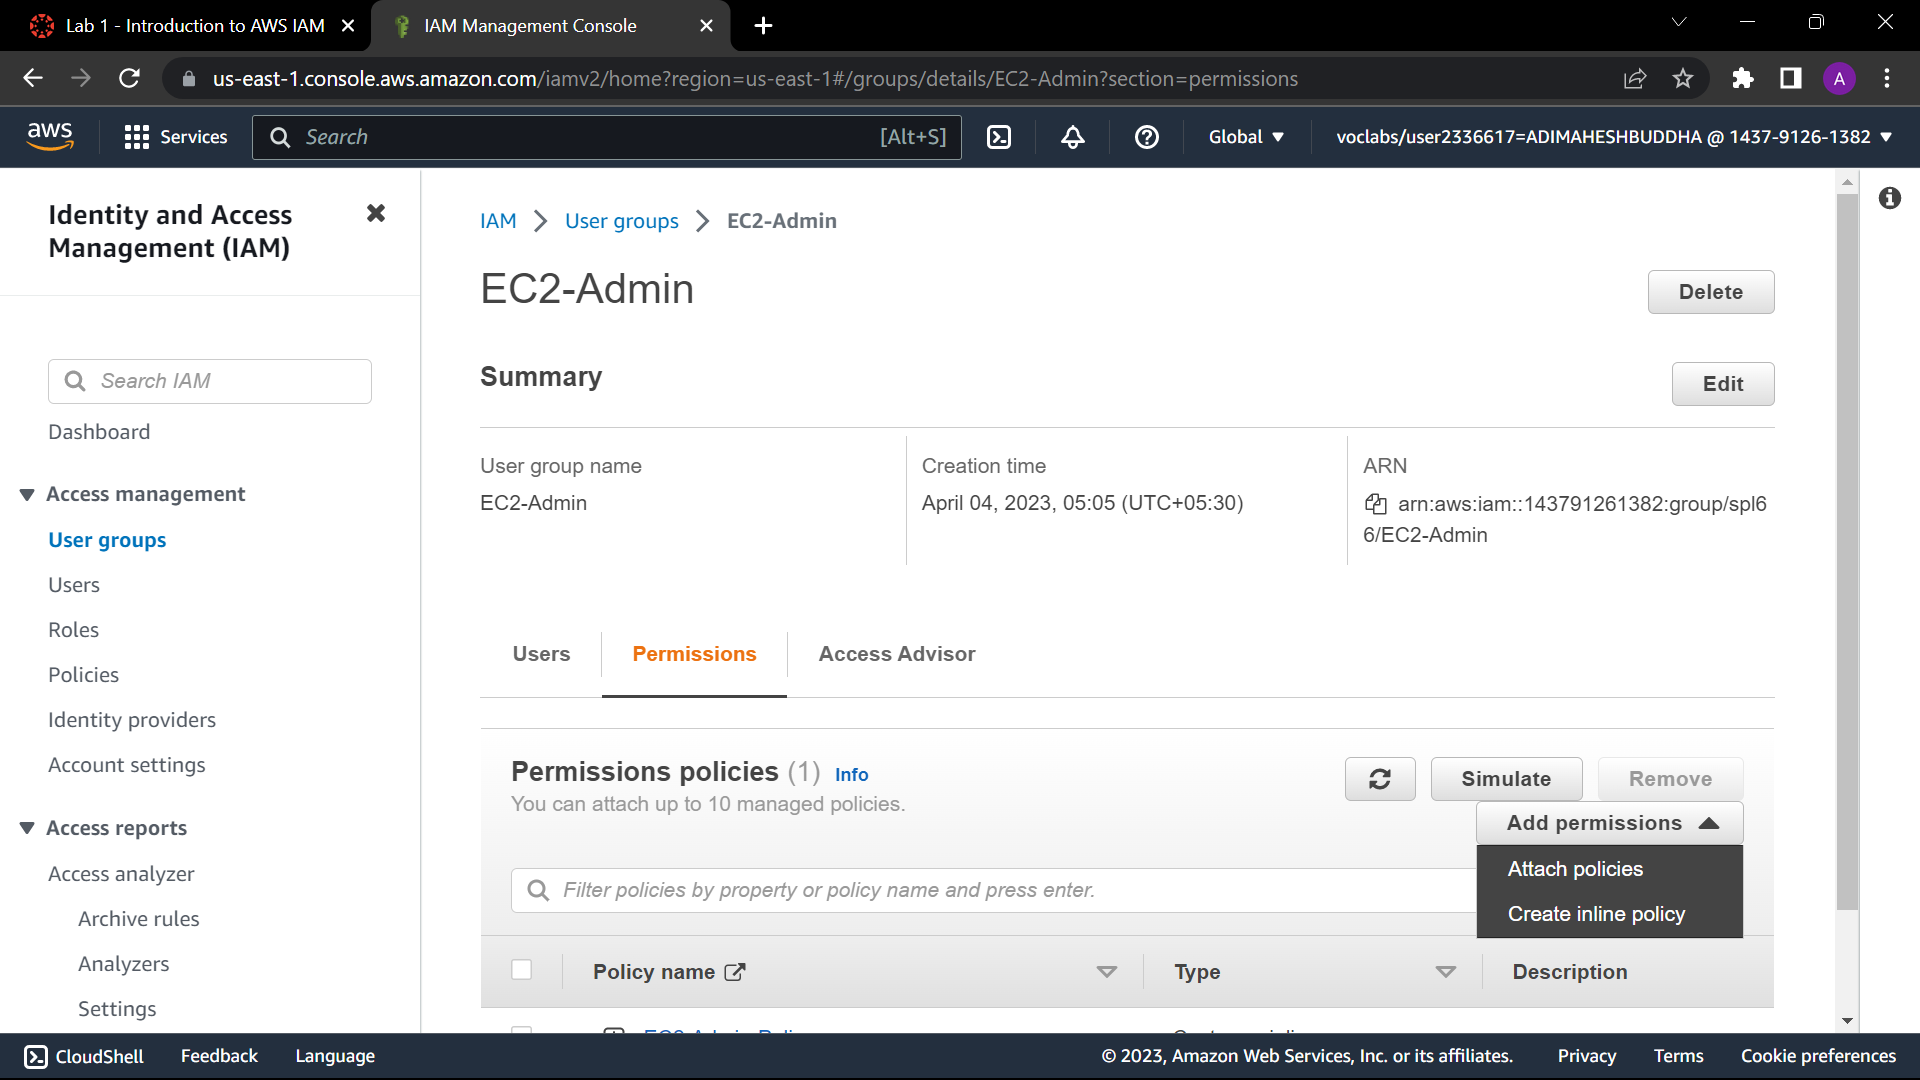 Lab 1 - Introduction to AWS IAM
IAM Management Console
us-east-1.console.aws.amazon.com/iamv2/home?region=us-east-1#/groups/details/EC2-Admin?section=permissions
A
aws
Services
Search
[Alt+S]
Global
voclabs/user2336617=ADIMAHESHBUDDHA @ 1437-9126-1382
Identity and Access
Management (IAM)
Search IAM
Dashboard
Access management
User groups
Users
Roles
Policies
Identity providers
Account settings
Access reports
Access analyzer
Archive rules
Analyzers
Settings
IAM > User groups > EC2-Admin
EC2-Admin
Delete
Summary
Edit
User group name
EC2-Admin
Creation time
April 04, 2023, 05:05 (UTC+05:30)
ARN
arn:aws:iam::143791261382:group/spl6
6/EC2-Admin
Users
Permissions
Access Advisor
Permissions policies (1) Info
You can attach up to 10 managed policies.
Simulate
Remove
Add permissions
Attach policies
Create inline policy
Filter policies by property or policy name and press enter.
Policy name
Type
Description
CloudShell
Feedback
Language
© 2023, Amazon Web Services, Inc. or its affiliates.
Privacy
Terms
Cookie preferences